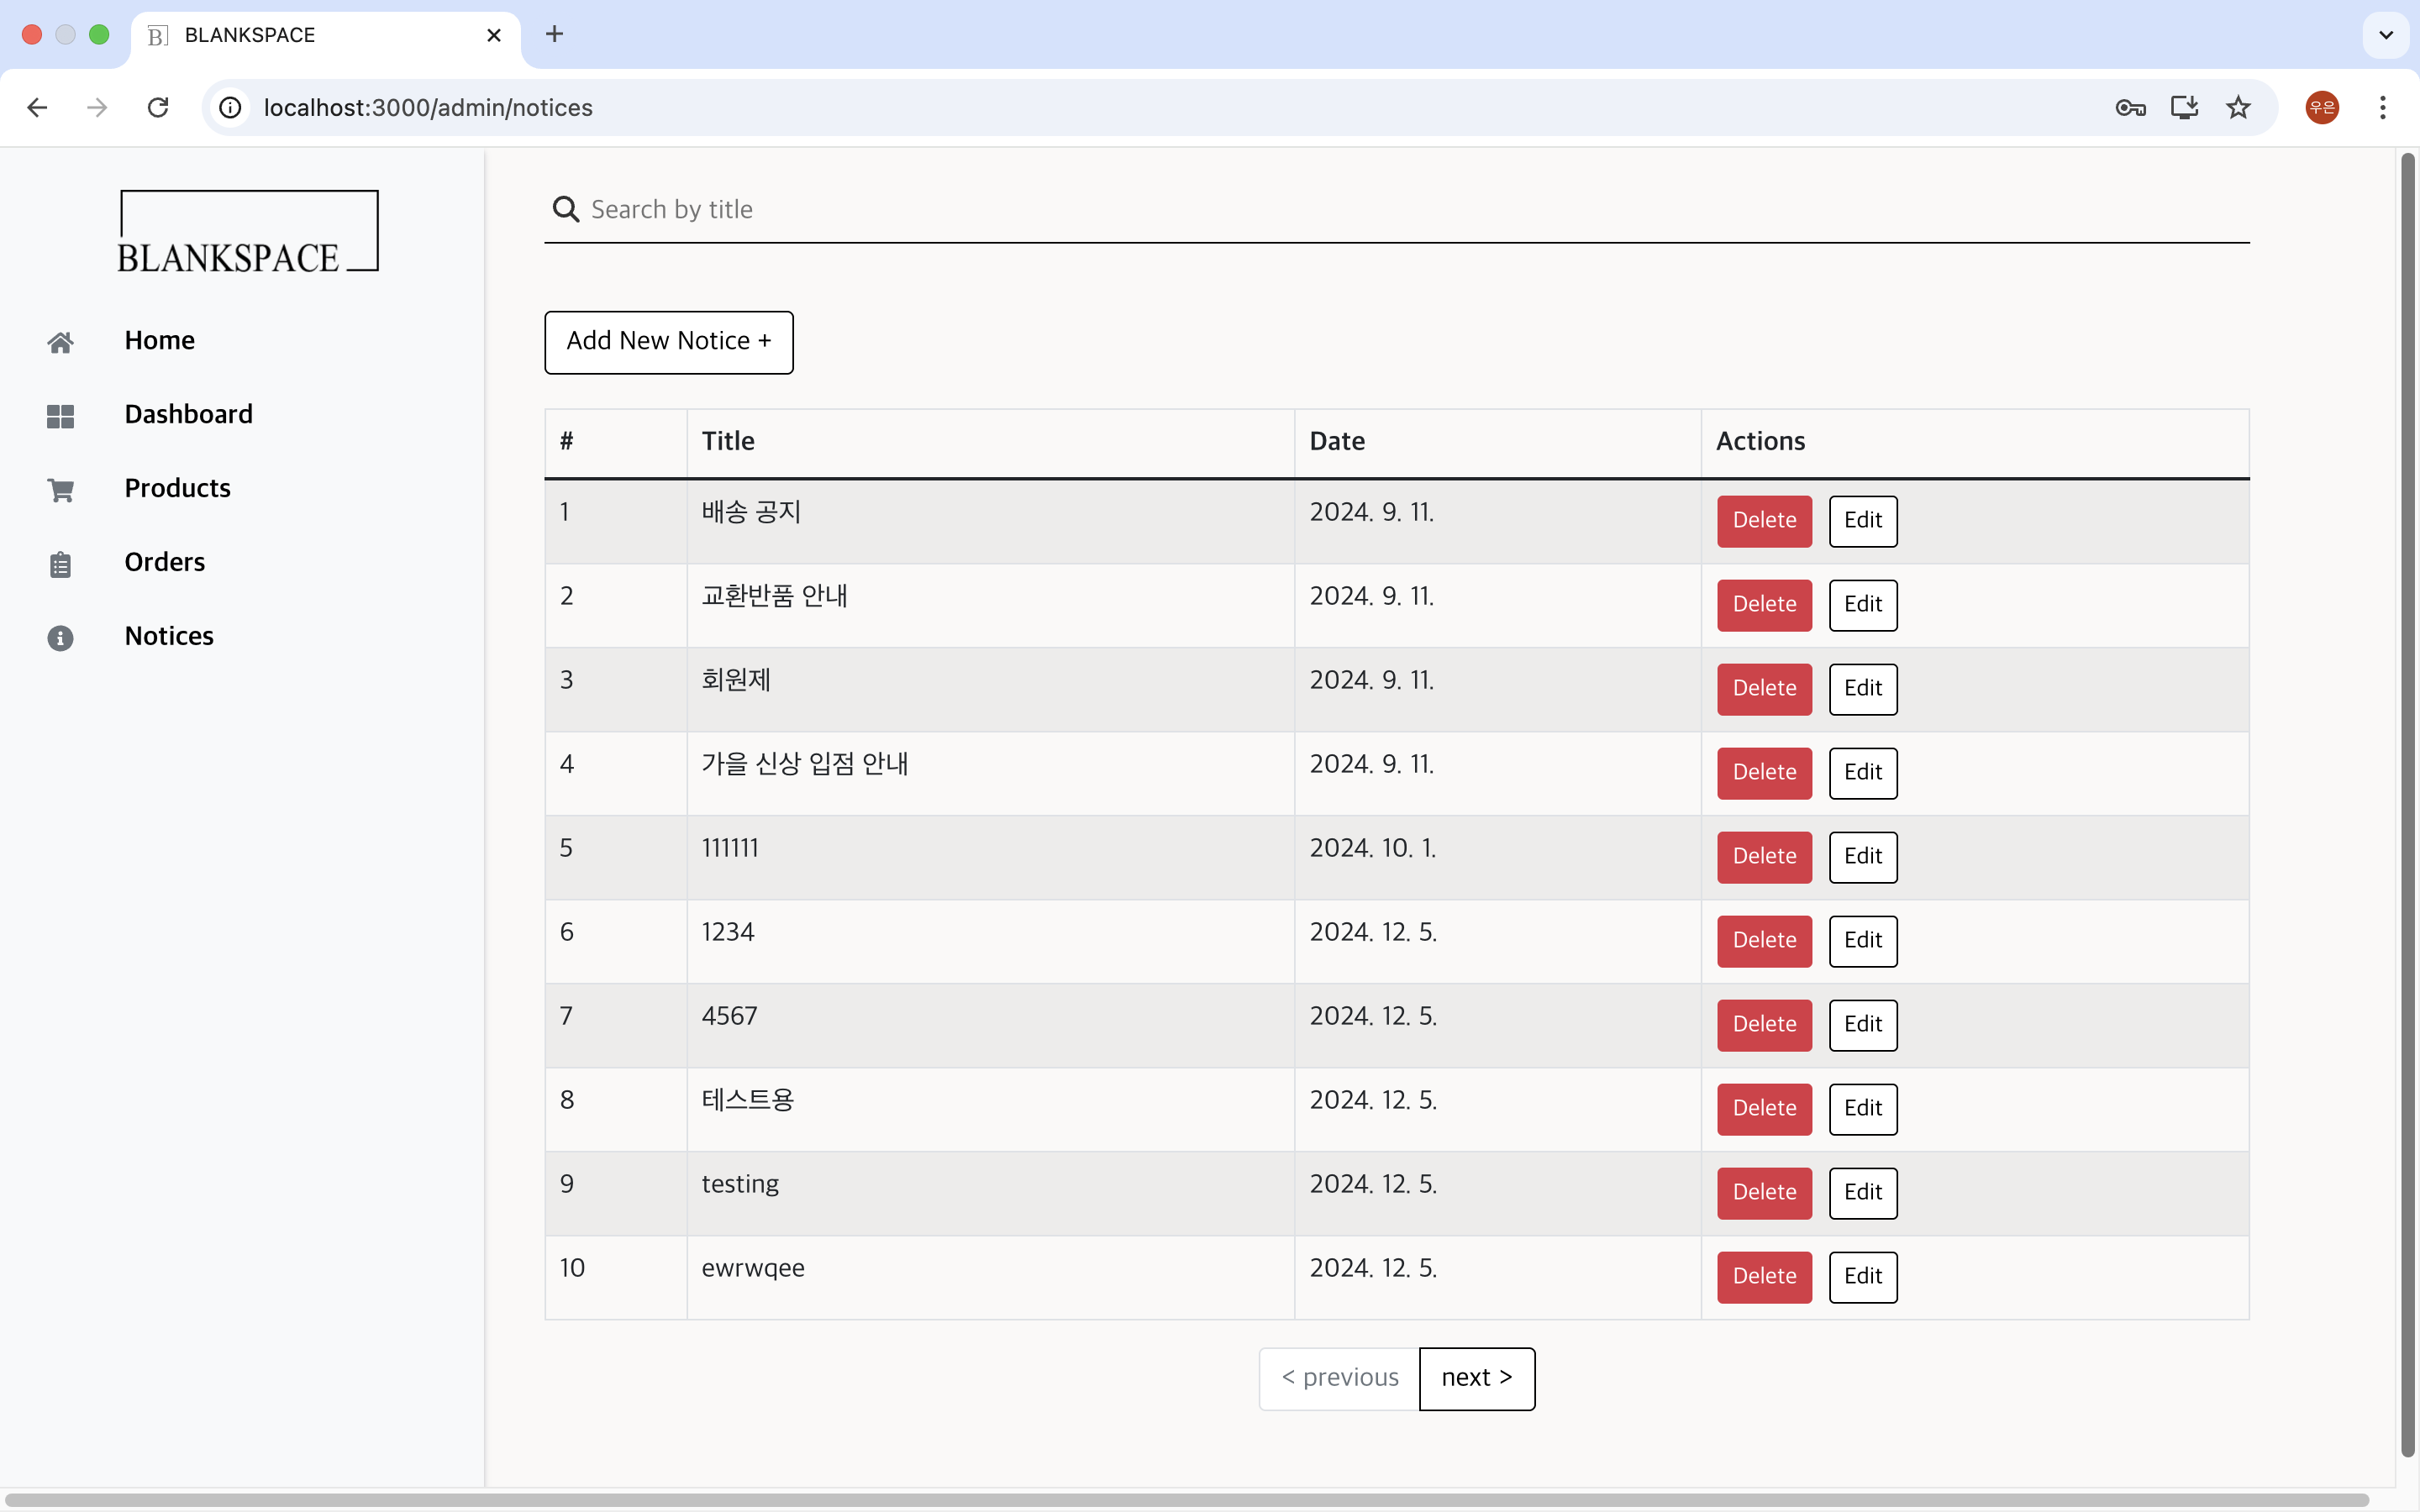 BLANKSPACE
localhost:3000/admin/notices
우은
BLANKSPACE
Home
Dashboard
Products
Orders
Notices
Search by title
Add New Notice +
# Title Date Actions
1 배송 공지 2024. 9. 11. Delete Edit
2 교환반품 안내 2024. 9. 11. Delete Edit
3 회원제 2024. 9. 11. Delete Edit
4 가을 신상 입점 안내 2024. 9. 11. Delete Edit
5 111111 2024. 10. 1. Delete Edit
6 1234 2024. 12. 5. Delete Edit
7 4567 2024. 12. 5. Delete Edit
8 테스트용 2024. 12. 5. Delete Edit
9 testing 2024. 12. 5. Delete Edit
10 ewrwqee 2024. 12. 5. Delete Edit
< previous next >